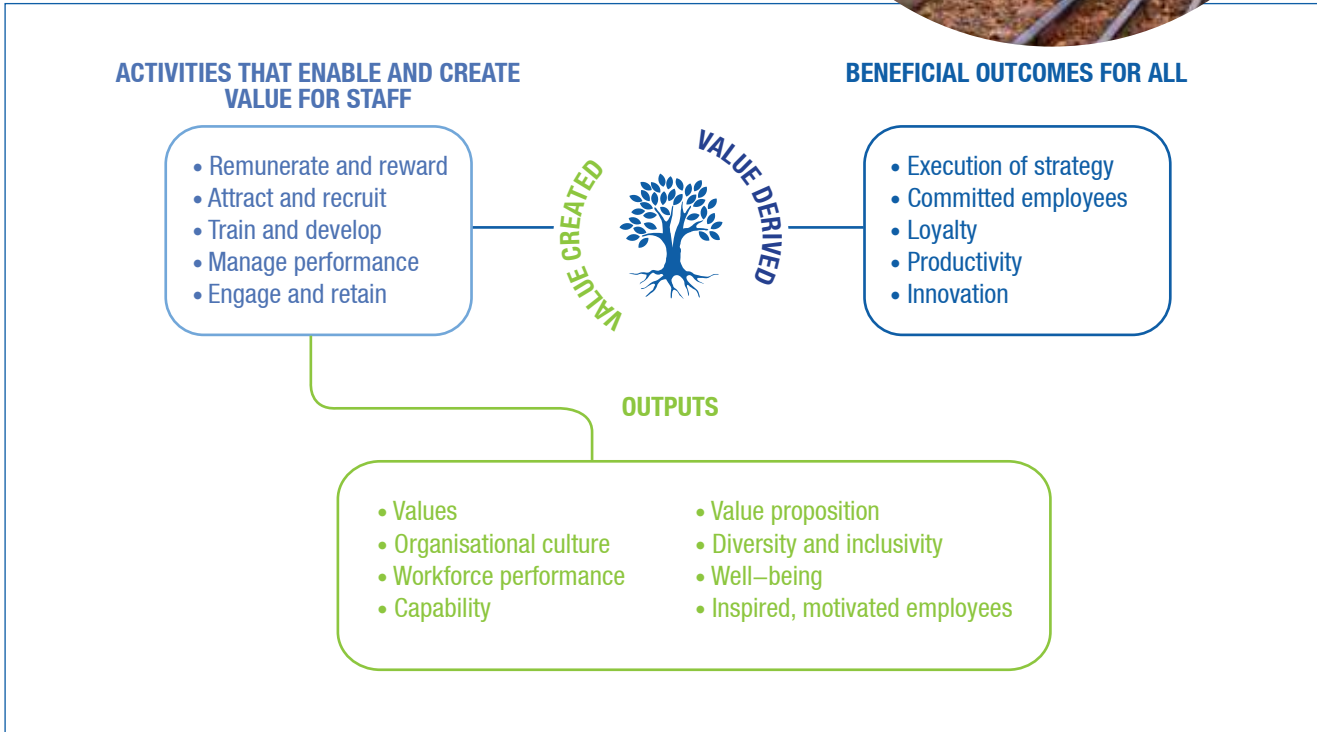 ACTIVITIES THAT ENABLE AND CREATE
VALUE FOR STAFF
• Remunerate and reward
• Attract and recruit
• Train and develop
• Manage performance
• Engage and retain
VALUE CREATED
VALUE DERIVED
BENEFICIAL OUTCOMES FOR ALL
• Execution of strategy
• Committed employees
• Loyalty
• Productivity
• Innovation
OUTPUTS
• Values
• Organisational culture
• Workforce performance
• Capability
• Value proposition
• Diversity and inclusivity
• Well–being
• Inspired, motivated employees